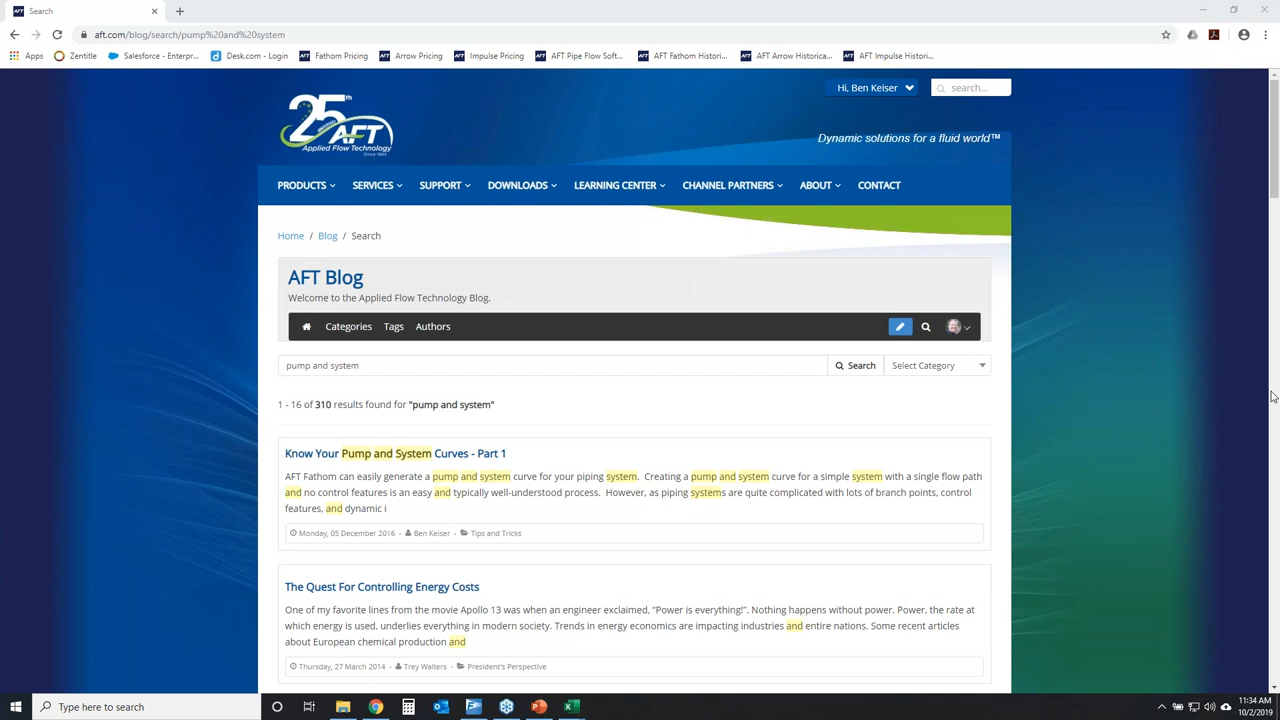 Search
aft.com/blog/search/pump%20and%20system
Apps Zentitle Salesforce - Enterpr... Desk.com - Login Fathom Pricing Arrow Pricing Impulse Pricing AFT Pipe Flow Soft... AFT Fathom Histori... AFT Arrow Historica... AFT Impulse Histori...
Hi, Ben Keiser search...
25th
AFT
Applied Flow Technology
Since 1993
Dynamic solutions for a fluid world™
PRODUCTS SERVICES SUPPORT DOWNLOADS LEARNING CENTER CHANNEL PARTNERS ABOUT CONTACT
Home / Blog / Search
AFT Blog
Welcome to the Applied Flow Technology Blog.
Categories Tags Authors
pump and system Search Select Category
1 - 16 of 310 results found for "pump and system"
Know Your Pump and System Curves - Part 1
AFT Fathom can easily generate a pump and system curve for your piping system. Creating a pump and system curve for a simple system with a single flow path
and no control features is an easy and typically well-understood process. However, as piping systems are quite complicated with lots of branch points, control
features, and dynamic i
Monday, 05 December 2016 - Ben Keiser - Tips and Tricks
The Quest For Controlling Energy Costs
One of my favorite lines from the movie Apollo 13 was when an engineer exclaimed, “Power is everything!”. Nothing happens without power. Power, the rate at
which energy is used, underlies everything in modern society. Trends in energy economics are impacting industries and entire nations. Some recent articles
about European chemical production and
Thursday, 27 March 2014 - Trey Walters - President's Perspective
Type here to search
11:34 AM
10/2/2019